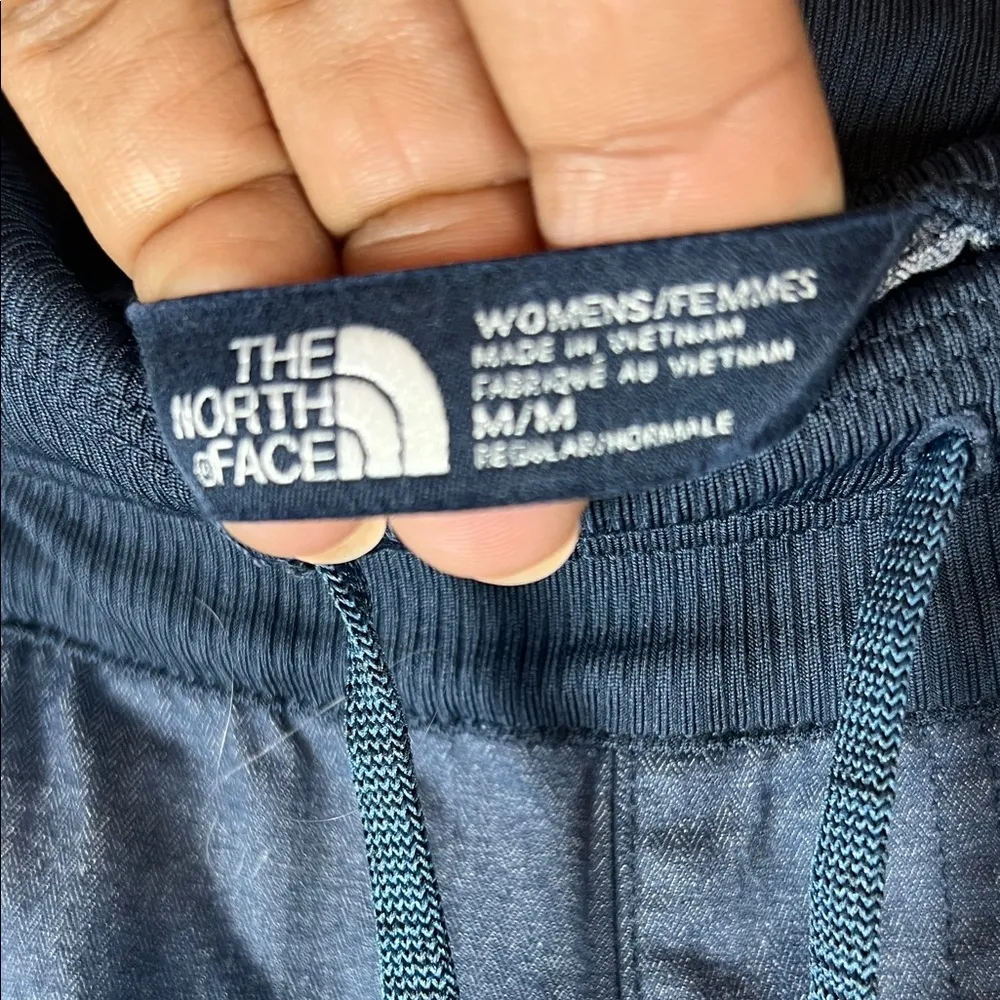 THE
NORTH
FACE
WOMENS/FEMMES
MADE IN VIETNAM
FABRIQUÉ AU VIETNAM
M/M
REGULAR/NORMALE